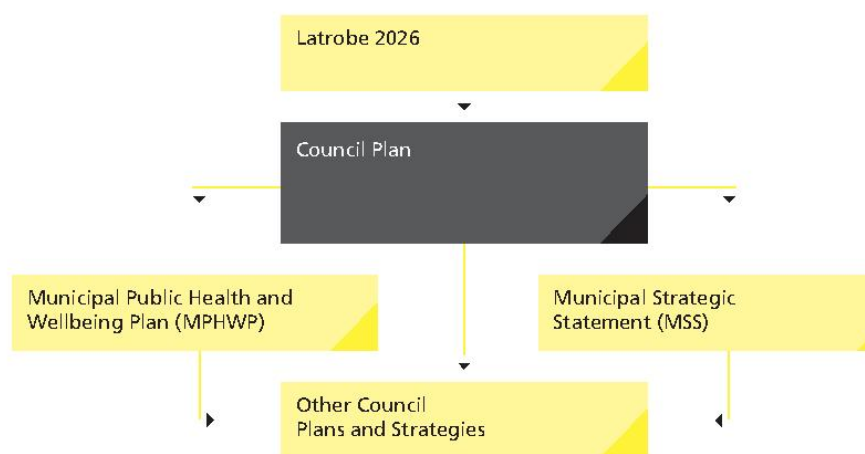 Latrobe 2026
Council Plan
Municipal Public Health and
Wellbeing Plan (MPHWP)
Municipal Strategic
Statement (MSS)
Other Council
Plans and Strategies